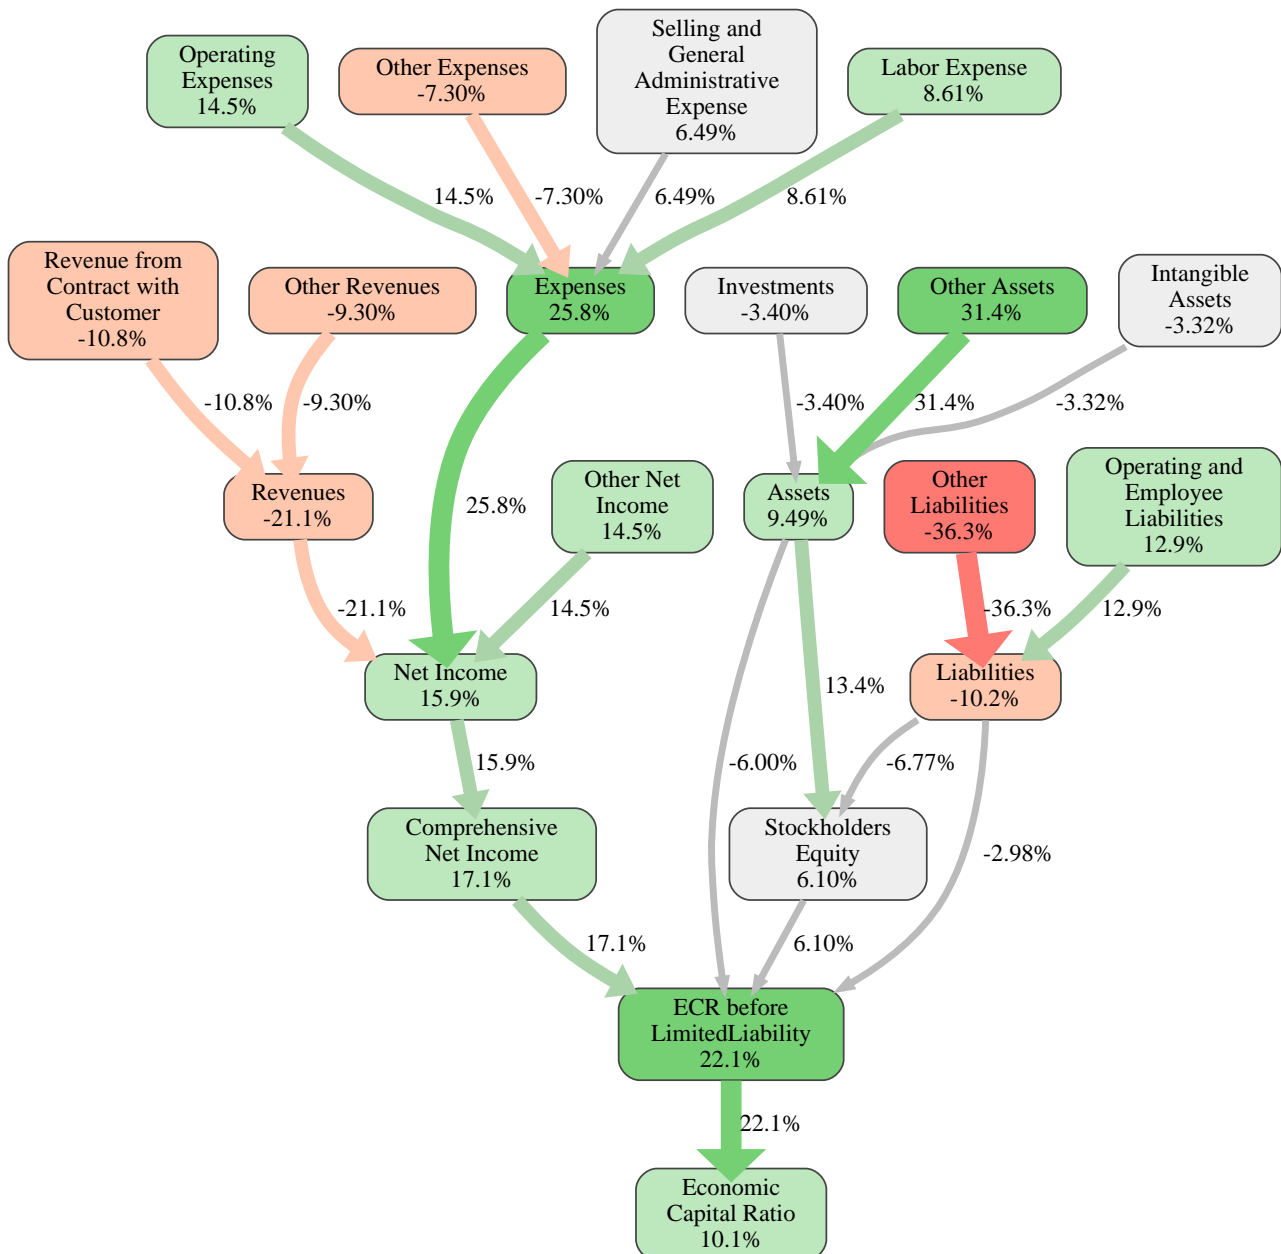 Operating
Expenses
14.5%
Other Expenses
-7.30%
Selling and
General
Administrative
Expense
6.49%
Labor Expense
8.61%
14.5%
-7.30%
6.49%
8.61%
Revenue from
Contract with
Customer
-10.8%
Other Revenues
-9.30%
Expenses
25.8%
Investments
-3.40%
Other Assets
31.4%
Intangible
Assets
-3.32%
-10.8%
-9.30%
-3.40%
31.4%
-3.32%
Revenues
-21.1%
25.8%
Other Net
Income
14.5%
Assets
9.49%
Other
Liabilities
-36.3%
Operating and
Employee
Liabilities
12.9%
-21.1%
14.5%
-36.3%
12.9%
Net Income
15.9%
13.4%
Liabilities
-10.2%
15.9%
-6.00%
-6.77%
Comprehensive
Net Income
17.1%
Stockholders
Equity
6.10%
-2.98%
17.1%
6.10%
ECR before
LimitedLiability
22.1%
22.1%
Economic
Capital Ratio
10.1%